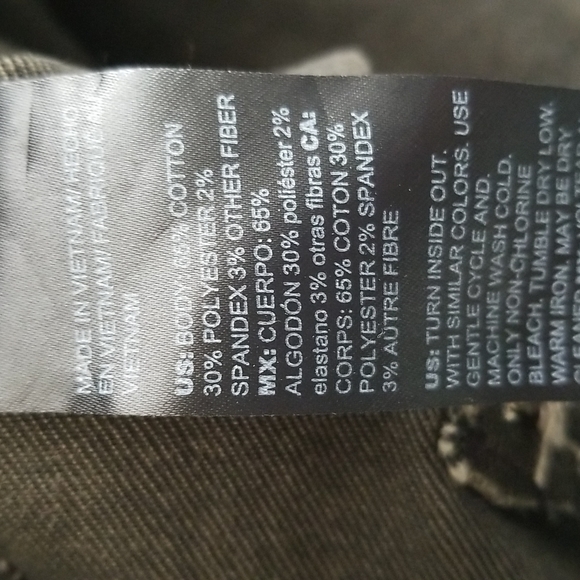 MADE IN VIETNAM/HECHO
EN VIETNAM/
VIETNAM
US: BODY: 65% COTTON
30% POLYESTER 2%
SPANDEX 3% OTHER FIBER
MX: CUERPO: 65%
ALGODÓN 30% poliéster 2%
elastano 3% otras fibras CA:
CORPS: 65% COTON 30%
POLYESTER 2% SPANDEX
3% AUTRE FIBRE
US: TURN INSIDE OUT.
WITH SIMILAR COLORS. USE
GENTLE CYCLE AND.
MACHINE WASH COLD.
ONLY NON-CHLORINE
BLEACH. TUMBLE DRY LOW.
WARM IRON. MAY BE DRY